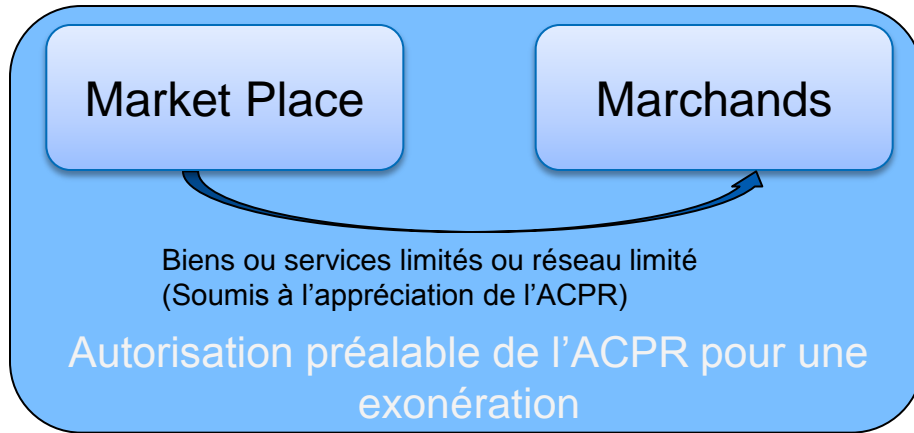 Market Place
Marchands
Biens ou services limités ou réseau limité
(Soumis à l’appréciation de l’ACPR)
Autorisation préalable de l’ACPR pour une
exonération